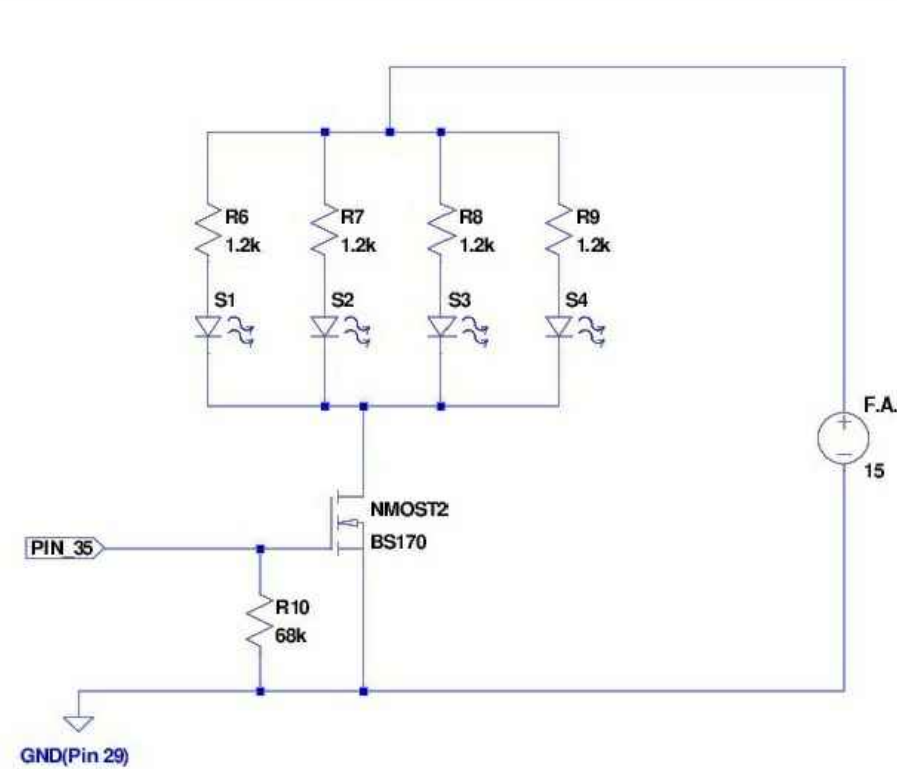 R6
1.2k
R7
1.2k
R8
1.2k
R9
1.2k
S1
S2
S3
S4
F.A.
15
NMOST2
BS170
PIN_35
R10
68k
GND(Pin 29)